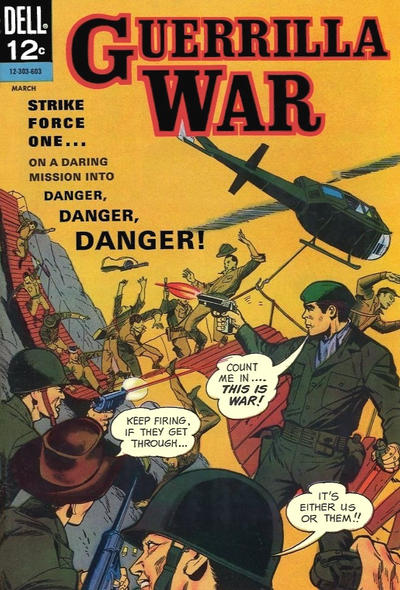 DELL®
12¢
12-303-603
MARCH
GUERRILLA
WAR
STRIKE
FORCE
ONE...
ON A DARING
MISSION INTO
DANGER,
DANGER,
DANGER!
COUNT
ME IN....
THIS IS
WAR!
KEEP FIRING,
IF THEY GET
THROUGH...
IT'S
EITHER US
OR THEM!!